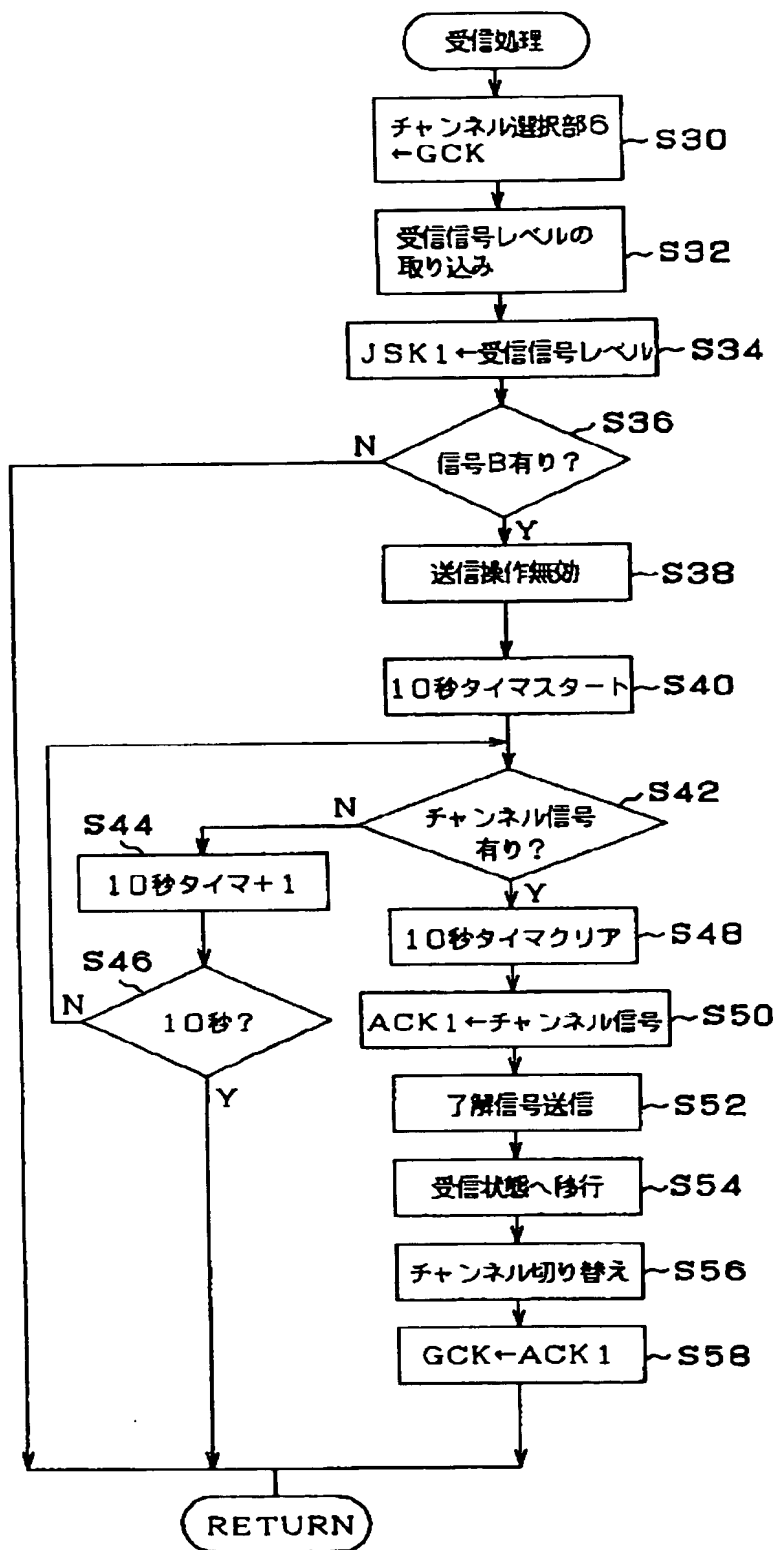 受信処理
チャンネル選択部6
←GCK
S30
受信信号レベルの
取り込み
S32
JSK1←受信信号レベル
S34
S36
N
信号B有り?
Y
送信操作無効
S38
10秒タイマスタート
S40
S42
N
チャンネル信号
有り?
Y
S44
10秒タイマ+1
10秒タイマクリア
S48
S46
N
10秒?
Y
ACK1←チャンネル信号
S50
了解信号送信
S52
受信状態へ移行
S54
チャンネル切り替え
S56
GCK←ACK1
S58
RETURN